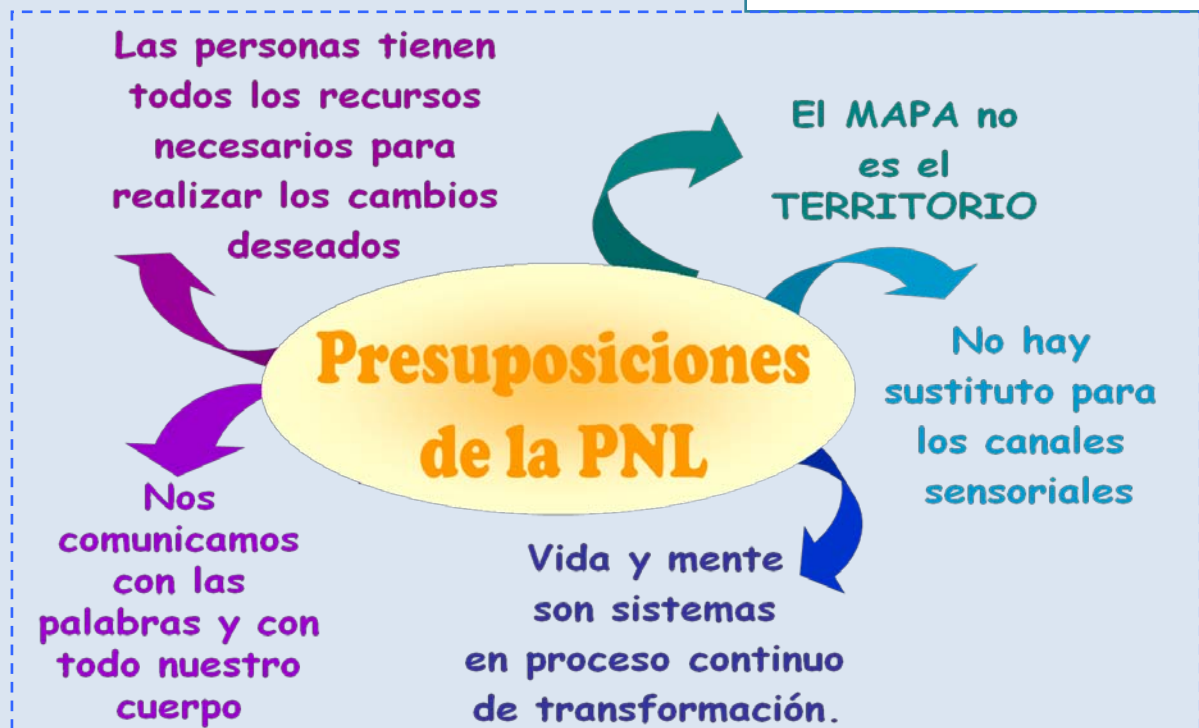 Las personas tienen
todos los recursos
necesarios para
realizar los cambios
deseados
El MAPA no
es el
TERRITORIO
Presuposiciones
de la PNL
No hay
sustituto para
los canales
sensoriales
Nos
comunicamos
con las
palabras y con
todo nuestro
cuerpo
Vida y mente
son sistemas
en proceso continuo
de transformación.